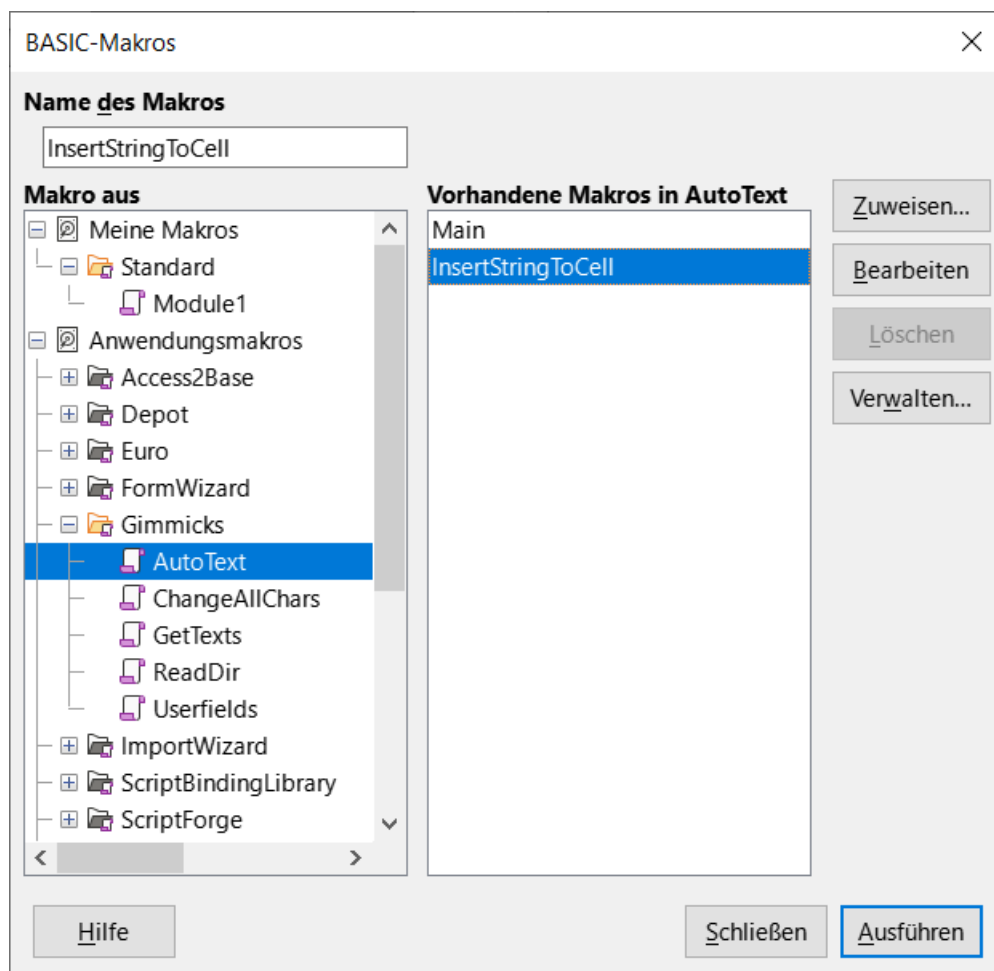 BASIC-Makros
Name des Makros
InsertStringToCell
Makro aus
Meine Makros
Standard
Module1
Anwendungsmakros
Access2Base
Depot
Euro
FormWizard
Gimmicks
AutoText
ChangeAllChars
GetTexts
ReadDir
Userfields
ImportWizard
ScriptBindingLibrary
ScriptForge
Vorhandene Makros in AutoText
Main
InsertStringToCell
Zuweisen...
Bearbeiten
Löschen
Verwalten...
Hilfe
Schließen
Ausführen